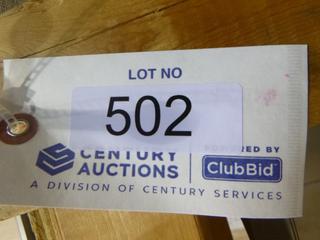 LOT NO
502
CENTURY AUCTIONS
POWERED BY
ClubBid
A DIVISION OF CENTURY SERVICES